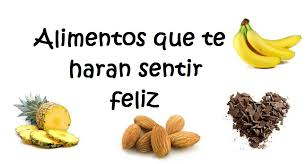 Alimentos que te
haran sentir
feliz